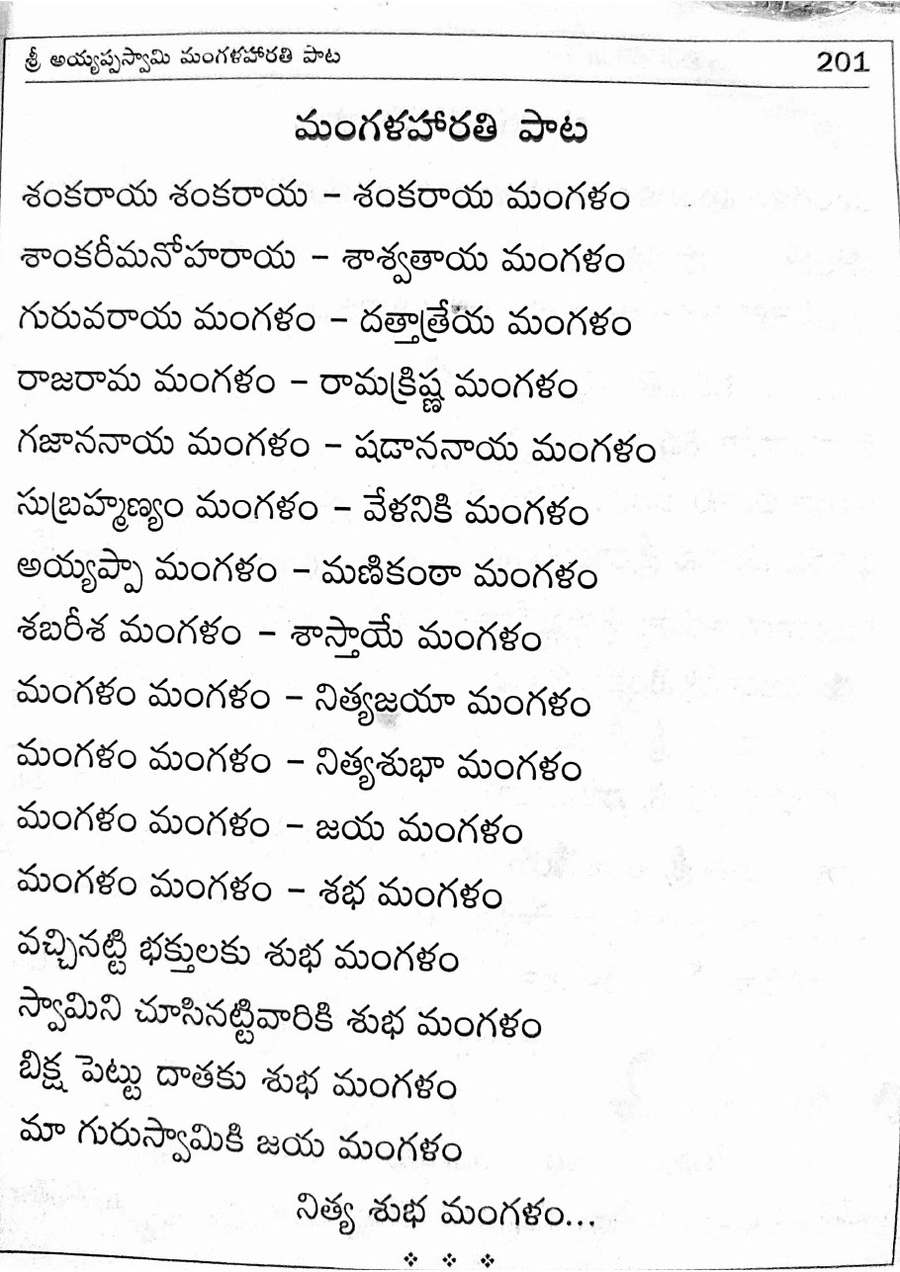 శ్రీ అయ్యప్పస్వామి మంగళహారతి పాట 201
మంగళహారతి పాట
శంకరాయ శంకరాయ - శంకరాయ మంగళం
శాంకరీమనోహరాయ - శాశ్వతాయ మంగళం
గురువరాయ మంగళం - దత్తాత్రేయ మంగళం
రాజరామ మంగళం - రామక్రిష్ణ మంగళం
గజాననాయ మంగళం - షడాననాయ మంగళం
సుబ్రహ్మణ్యం మంగళం - వేళనికి మంగళం
అయ్యప్పా మంగళం - మణికంఠా మంగళం
శబరీశ మంగళం - శాస్తాయే మంగళం
మంగళం మంగళం - నిత్యజయా మంగళం
మంగళం మంగళం - నిత్యశుభా మంగళం
మంగళం మంగళం - జయ మంగళం
మంగళం మంగళం - శభ మంగళం
వచ్చినట్టి భక్తులకు శుభ మంగళం
స్వామిని చూసినట్టివారికి శుభ మంగళం
బిక్ష పెట్టు దాతకు శుభ మంగళం
మా గురుస్వామికి జయ మంగళం
నిత్య శుభ మంగళం...